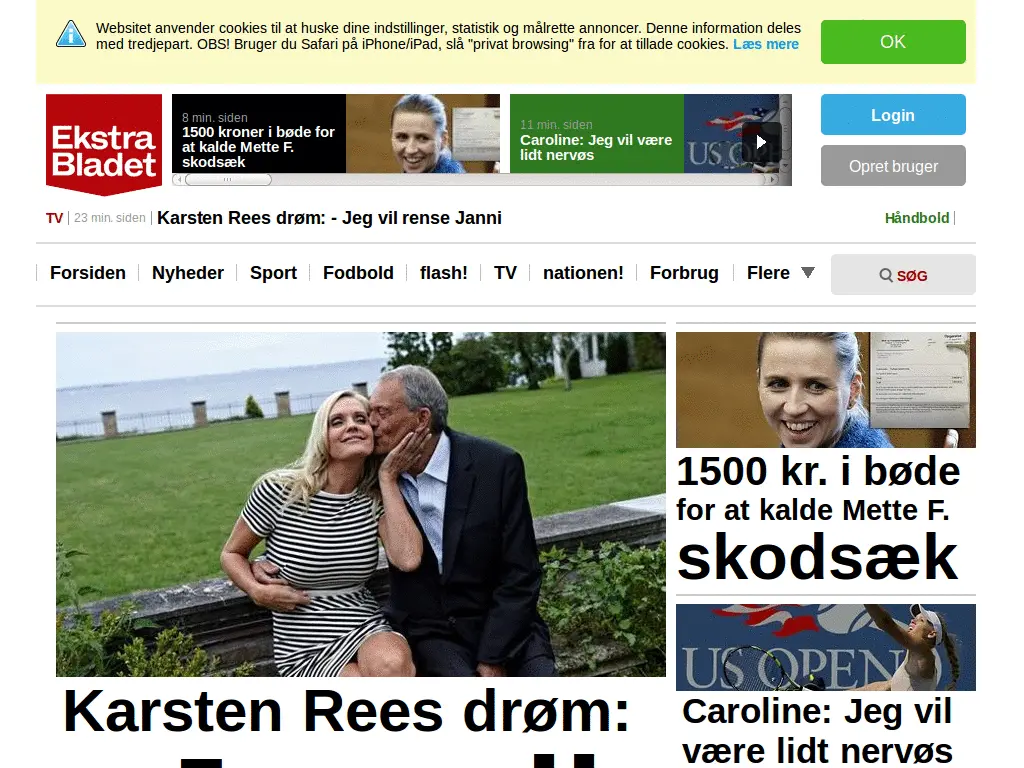 Websitet anvender cookies til at huske dine indstillinger, statistik og målrette annoncer. Denne information deles
med tredjepart. OBS! Bruger du Safari på iPhone/iPad, slå "privat browsing" fra for at tillade cookies. Læs mere
OK
Ekstra
Bladet
8 min. siden
1500 kroner i bøde for
at kalde Mette F.
skodsæk
11 min. siden
Caroline: Jeg vil være
lidt nervøs
US OPEN
Login
Opret bruger
TV
23 min. siden
Karsten Rees drøm: - Jeg vil rense Janni
Håndbold
Forsiden
Nyheder
Sport
Fodbold
flash!
TV
nationen!
Forbrug
Flere
SØG
1500 kr. i bøde
for at kalde Mette F.
skodsæk
US OPEN
Karsten Rees drøm:
Caroline: Jeg vil
være lidt nervøs